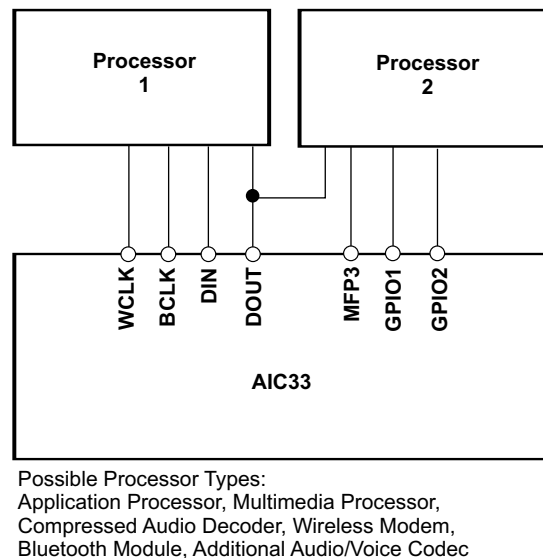 Processor
1
Processor
2
WCLK
BCLK
DIN
DOUT
MFP3
GPIO1
GPIO2
AIC33
Possible Processor Types:
Application Processor, Multimedia Processor,
Compressed Audio Decoder, Wireless Modem,
Bluetooth Module, Additional Audio/Voice Codec